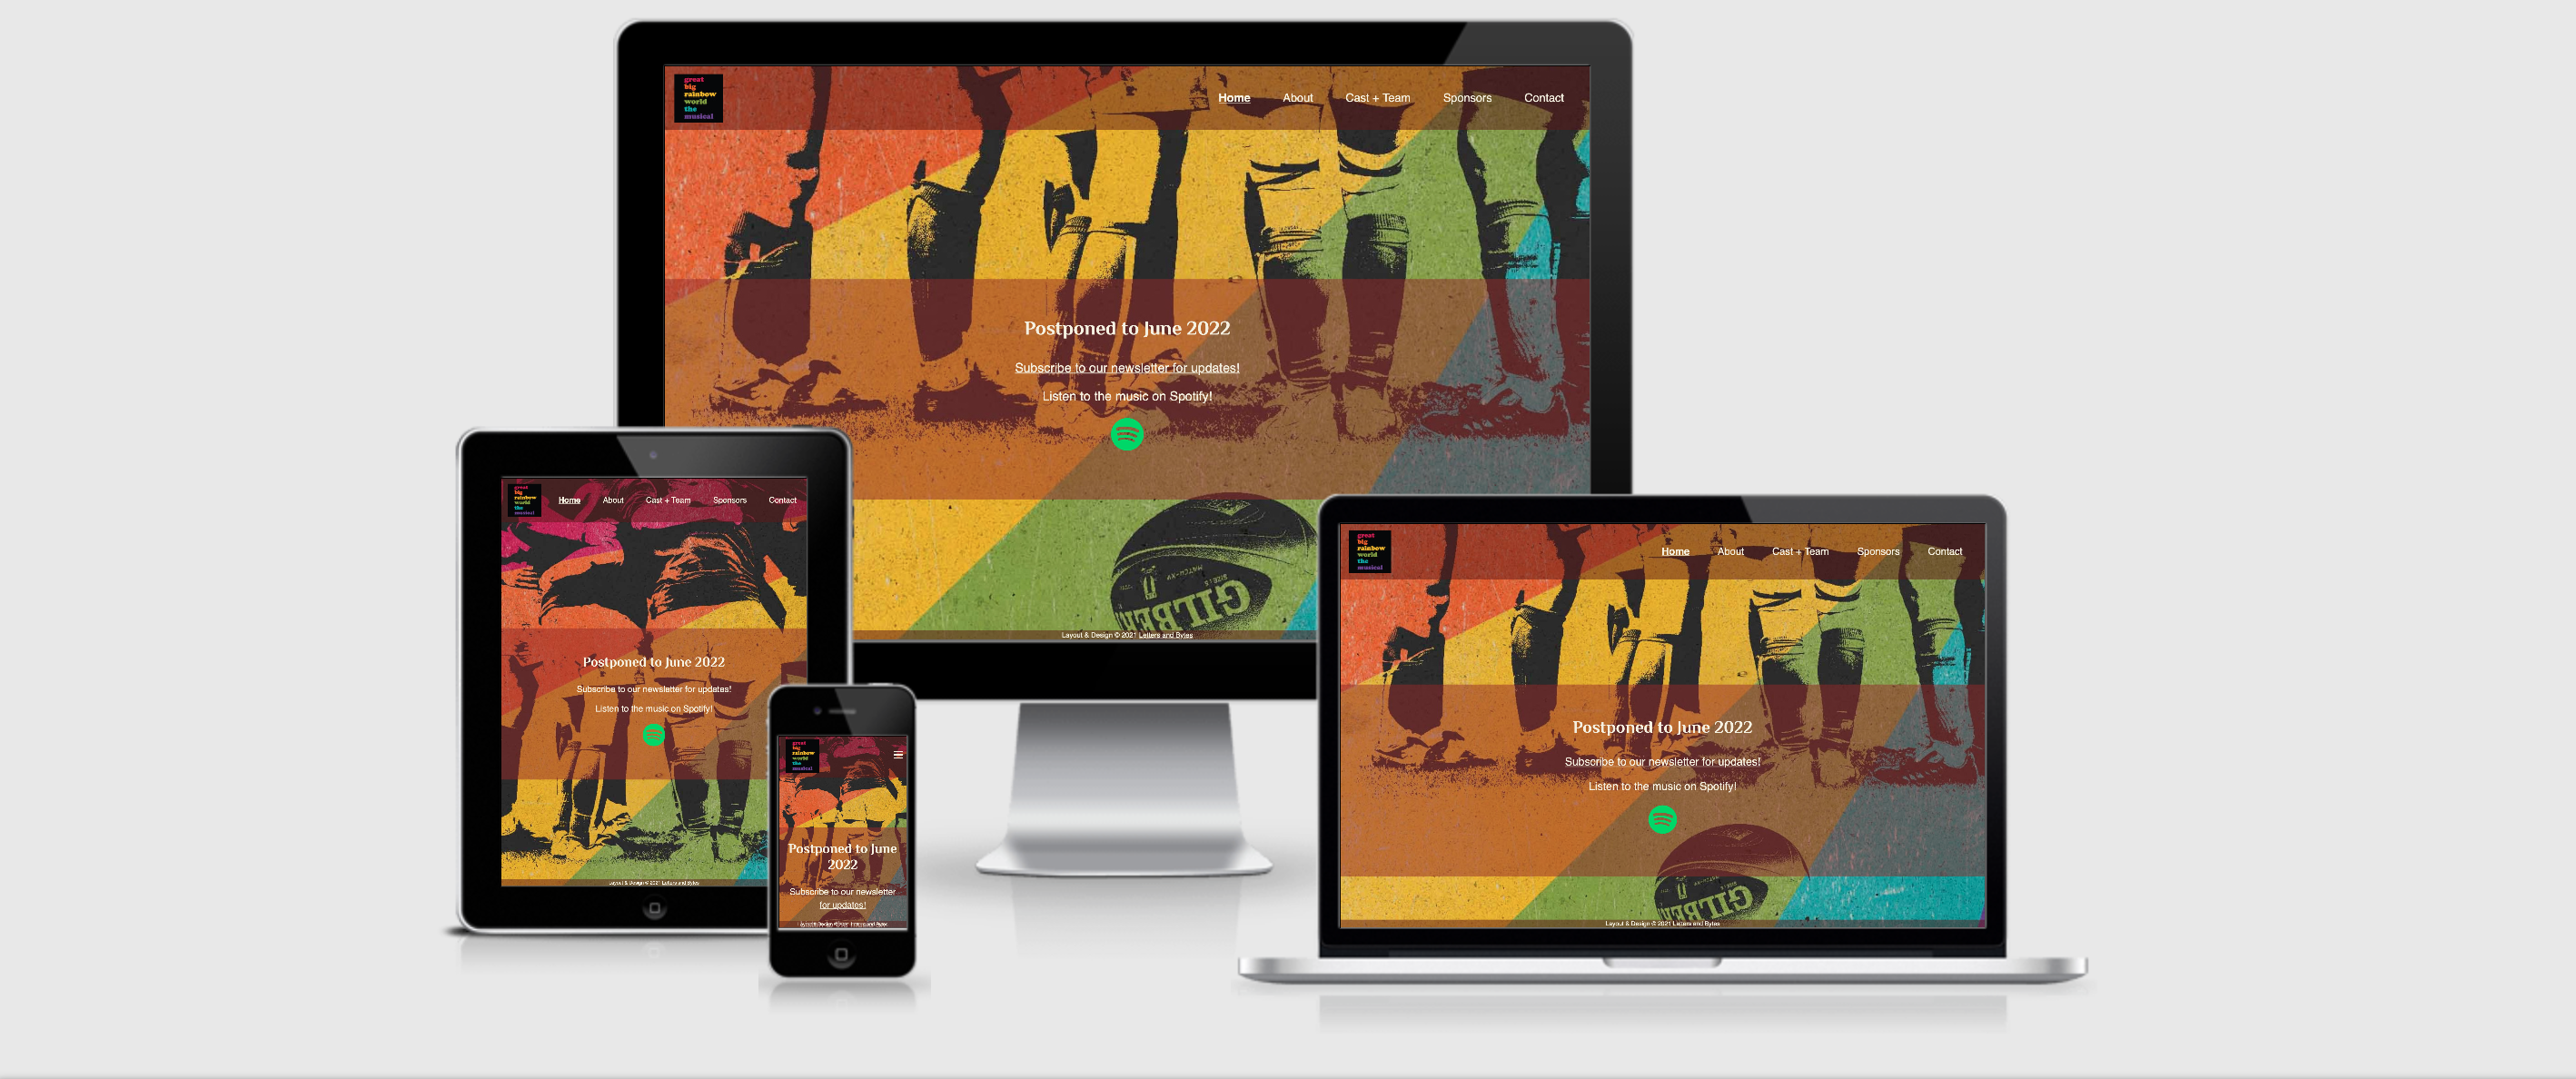 great
big
rainbow
world
the
musical
Home About Cast + Team Sponsors Contact
Postponed to June 2022
Subscribe to our newsletter for updates!
Listen to the music on Spotify!
SIZE:5
MATCH-XV
GILBER
Layout & Design © 2021 Letters and Bytes
great
big
rainbow
world
the
musical
Home About Cast + Team Sponsors Contact
Postponed to June 2022
Subscribe to our newsletter for updates!
Listen to the music on Spotify!
Layout & Design © 2021 Letters and Bytes
great
big
rainbow
world
the
musical
Postponed to June
2022
Subscribe to our newsletter
for updates!
great
big
rainbow
world
the
musical
Home About Cast + Team Sponsors Contact
Postponed to June 2022
Subscribe to our newsletter for updates!
Listen to the music on Spotify!
GILBER
Layout & Design © 2021 Letters and Bytes